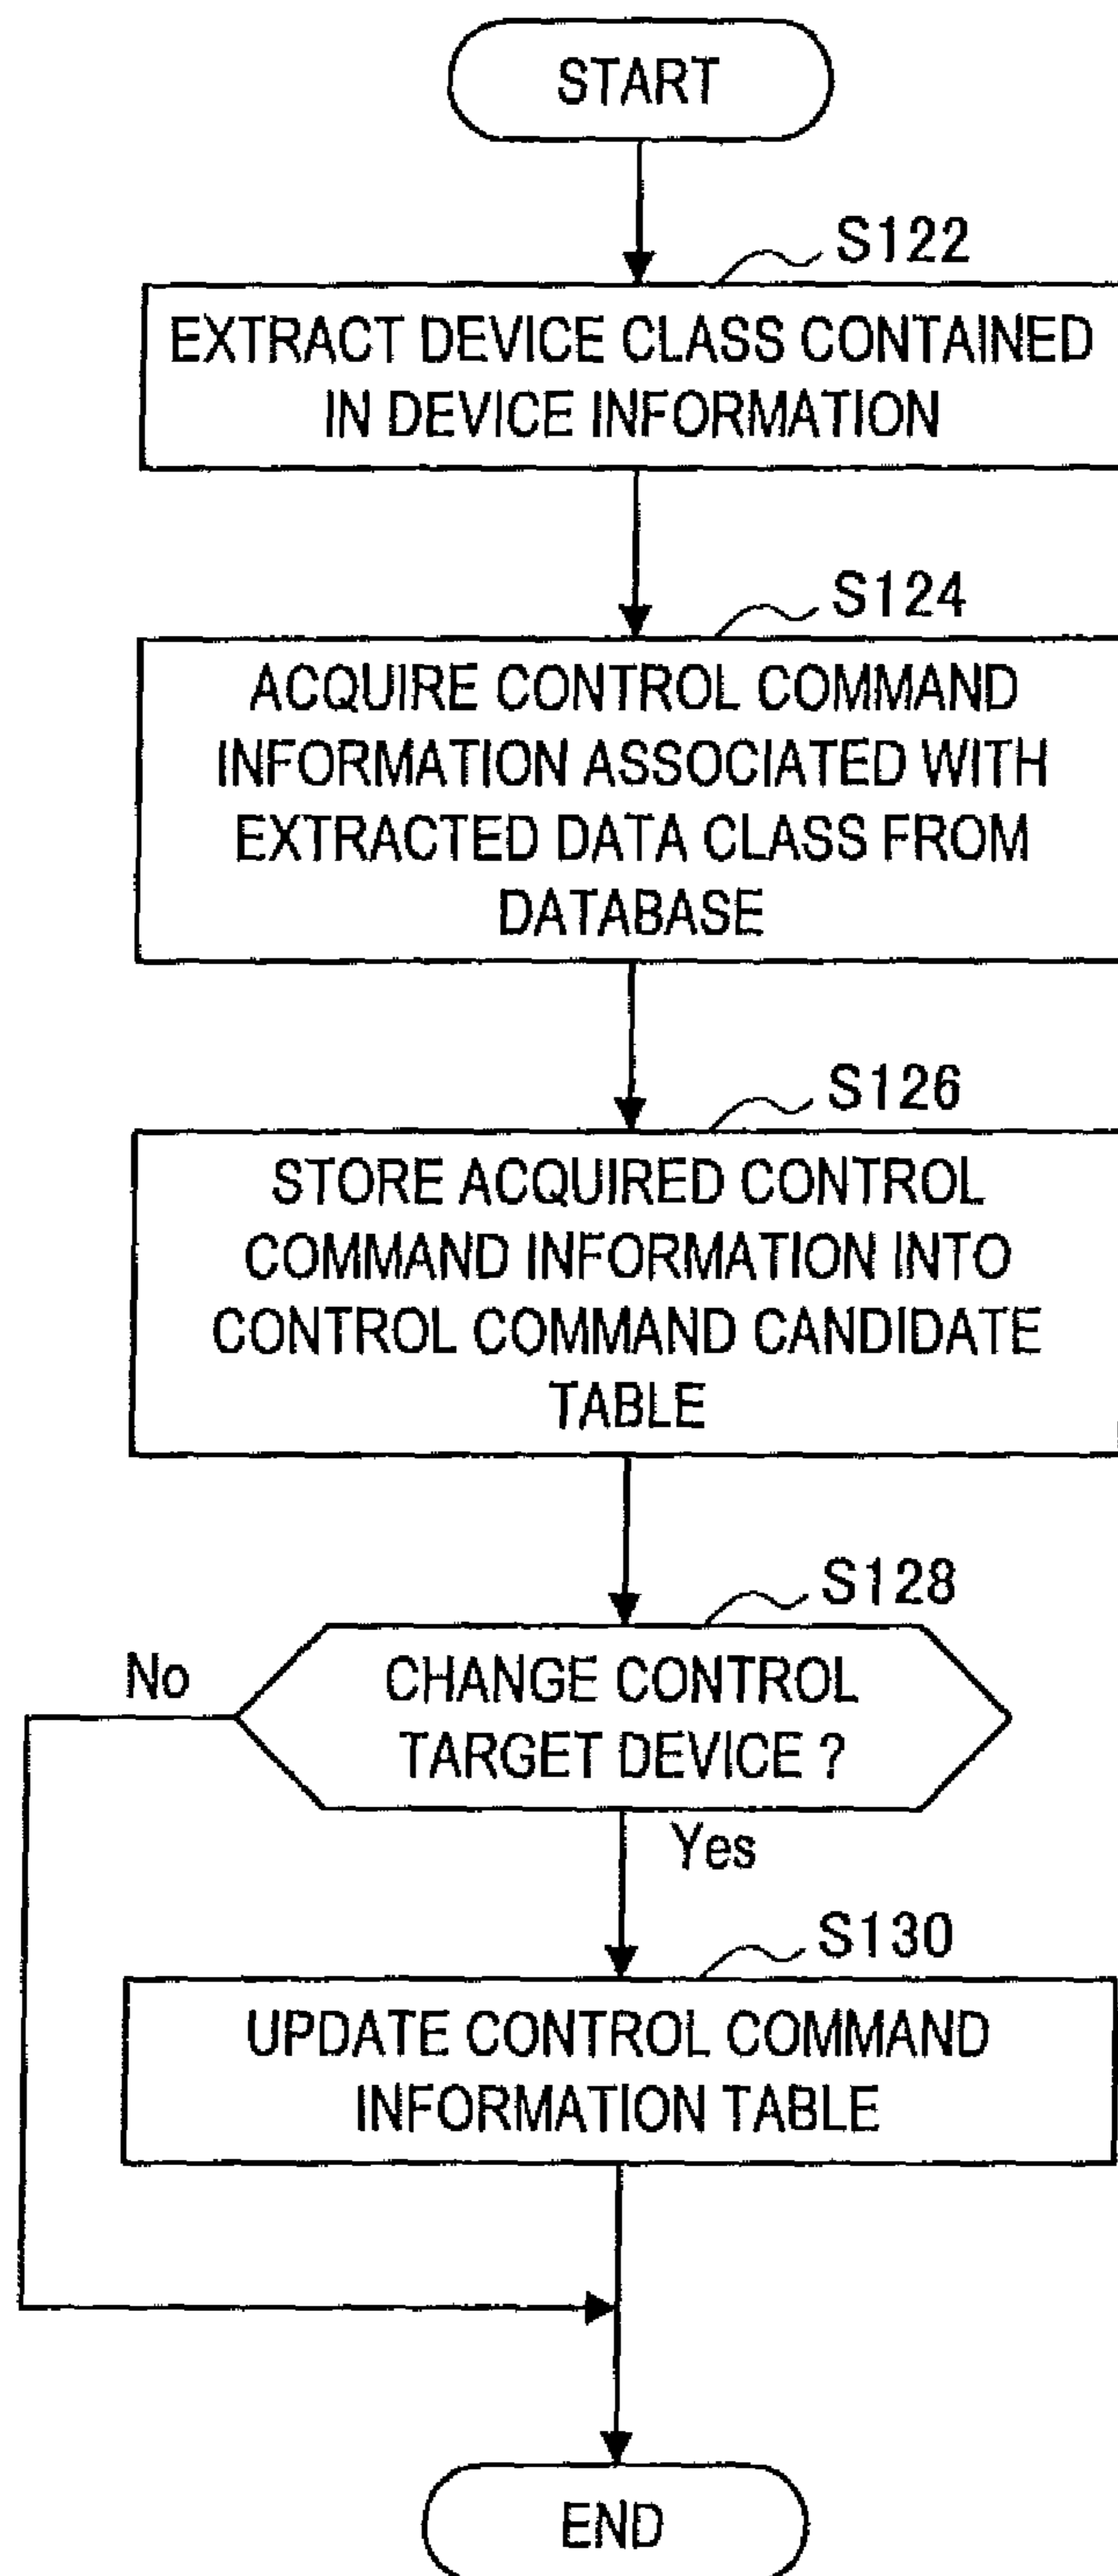 START
S122
EXTRACT DEVICE CLASS CONTAINED
IN DEVICE INFORMATION
S124
ACQUIRE CONTROL COMMAND
INFORMATION ASSOCIATED WITH
EXTRACTED DATA CLASS FROM
DATABASE
S126
STORE ACQUIRED CONTROL
COMMAND INFORMATION INTO
CONTROL COMMAND CANDIDATE
TABLE
S128
No
CHANGE CONTROL
TARGET DEVICE ?
Yes
S130
UPDATE CONTROL COMMAND
INFORMATION TABLE
END